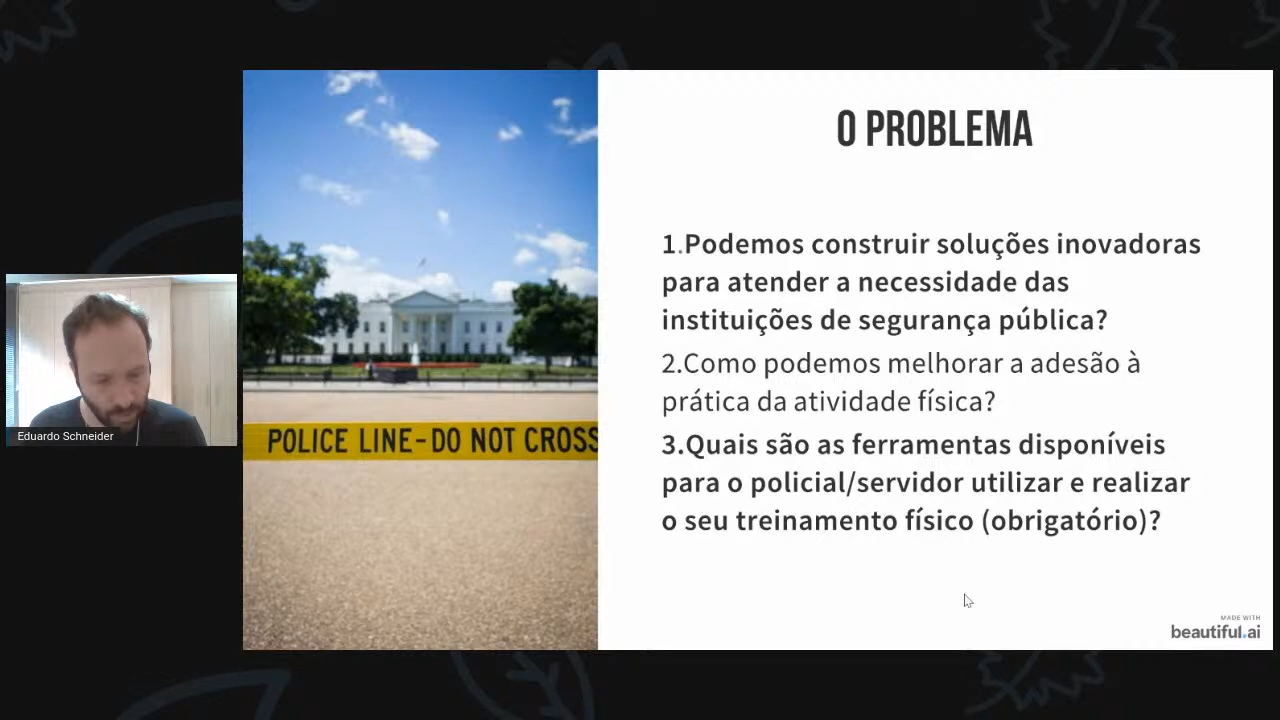 O PROBLEMA
1.Podemos construir soluções inovadoras
para atender a necessidade das
instituições de segurança pública?
2.Como podemos melhorar a adesão à
prática da atividade física?
3.Quais são as ferramentas disponíveis
para o policial/servidor utilizar e realizar
o seu treinamento físico (obrigatório)?
POLICE LINE-DO NOT CROSS
Eduardo Schneider
MADE WITH
beautiful.ai